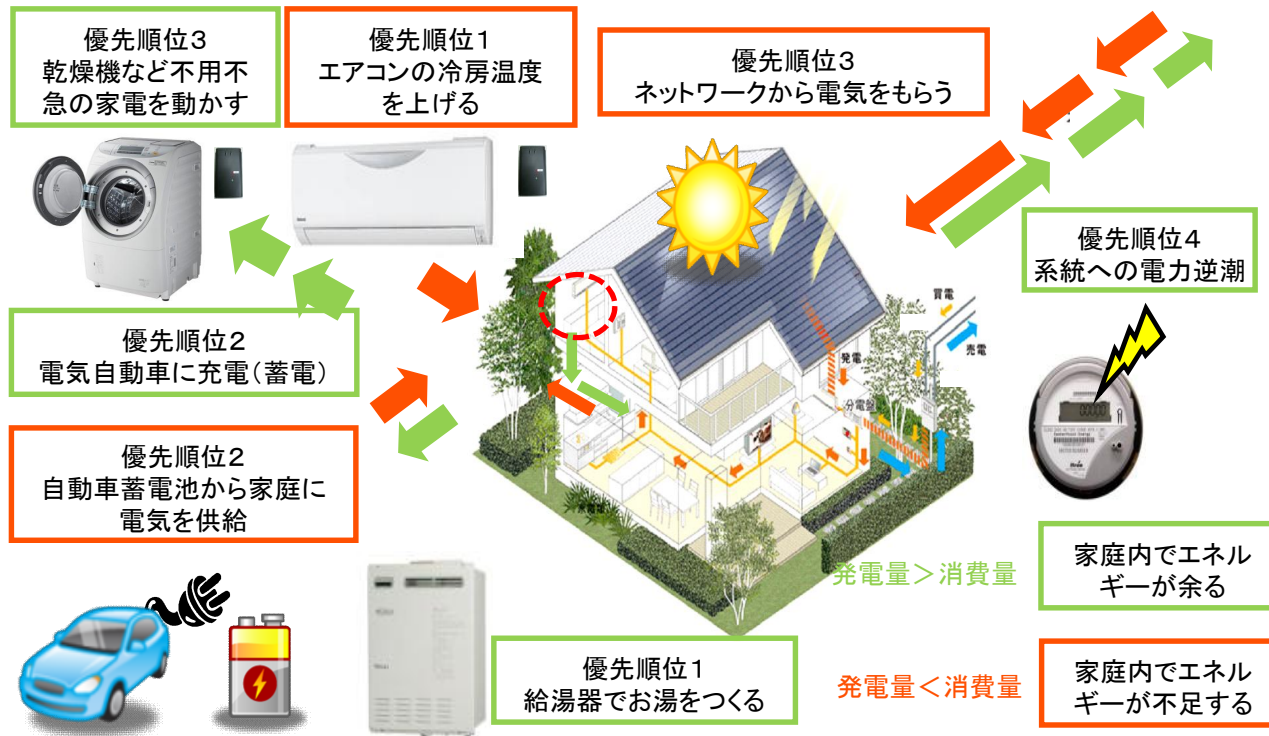 優先順位3
乾燥機など不用不
急の家電を動かす
優先順位1
エアコンの冷房温度
を上げる
優先順位3
ネットワークから電気をもらう
優先順位4
系統への電力逆潮
買電
売電
発電
分電盤
優先順位2
電気自動車に充電(蓄電)
優先順位2
自動車蓄電池から家庭に
電気を供給
発電量>消費量
家庭内でエネル
ギーが余る
優先順位1
給湯器でお湯をつくる
発電量<消費量
家庭内でエネル
ギーが不足する